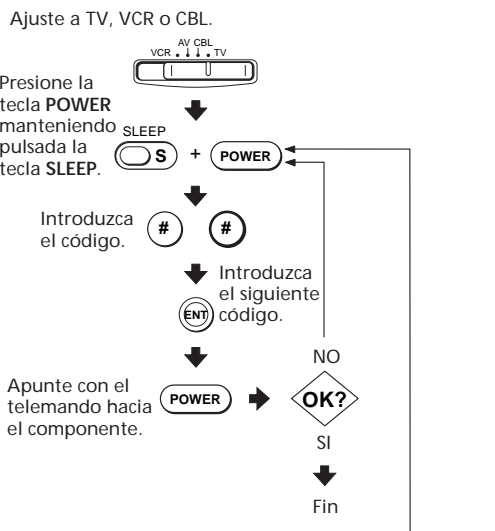 Ajuste a TV, VCR o CBL.
AV CBL
VCR TV
Presione la
tecla POWER
manteniendo
pulsada la
tecla SLEEP.
SLEEP
S + POWER
Introduzca
el código.
# #
Introduzca
el siguiente
código.
ENT
NO
Apunte con el
telemando hacia
el componente.
POWER
OK?
SI
Fin